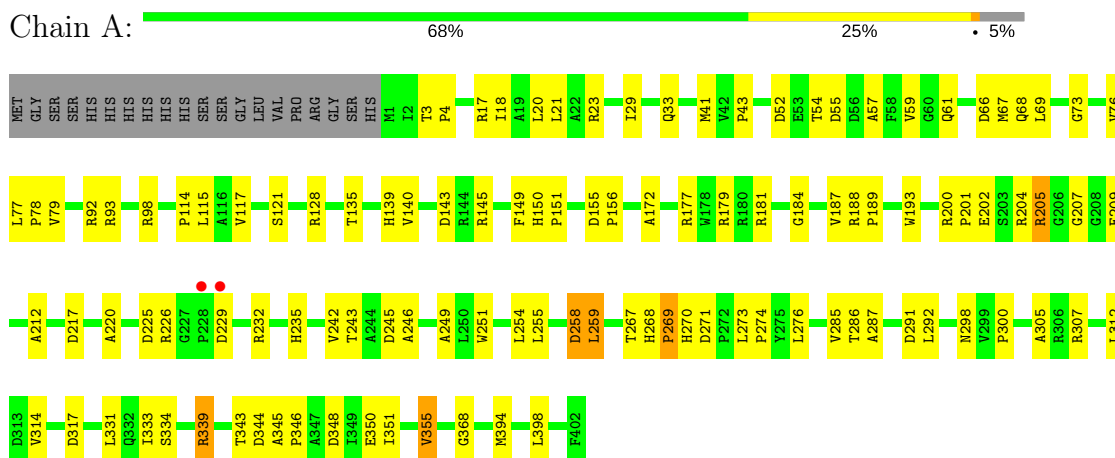 Chain A: 68% 25% • 5%
MET GLY SER SER HIS HIS HIS HIS HIS HIS SER SER GLY LEU VAL PRO ARG GLY SER HIS M1 I2 T3 P4 R17 I18 A19 L20 L21 A22 R23 I29 Q33 M41 V42 P43 D52 E53 T54 D55 D56 A57 F58 V59 G60 Q61 D66 M67 Q68 L69 G73 V76
L77 P78 V79 R92 R93 R98 P114 L115 A116 V117 S121 R128 T135 H139 V140 D143 R144 R145 F149 H150 P151 D155 P156 A172 R177 W178 R179 R180 R181 G184 V187 R188 P189 W193 R200 P201 E202 S203 R204 R205 G206 G207 G208
A212 D217 A220 D225 R226 G227 P228 D229 R232 H235 V242 T243 A244 D245 A246 A249 L250 W251 L254 L255 D258 L259 T267 H268 P269 H270 D271 P272 L273 P274 Y275 L276 V285 T286 A287 D291 L292 N298 V299 P300 A305 R306 R307 L312
D313 V314 D317 L331 Q332 I333 S334 R339 T343 D344 A345 P346 A347 D348 I349 E350 I351 V355 G368 M394 L398 F402